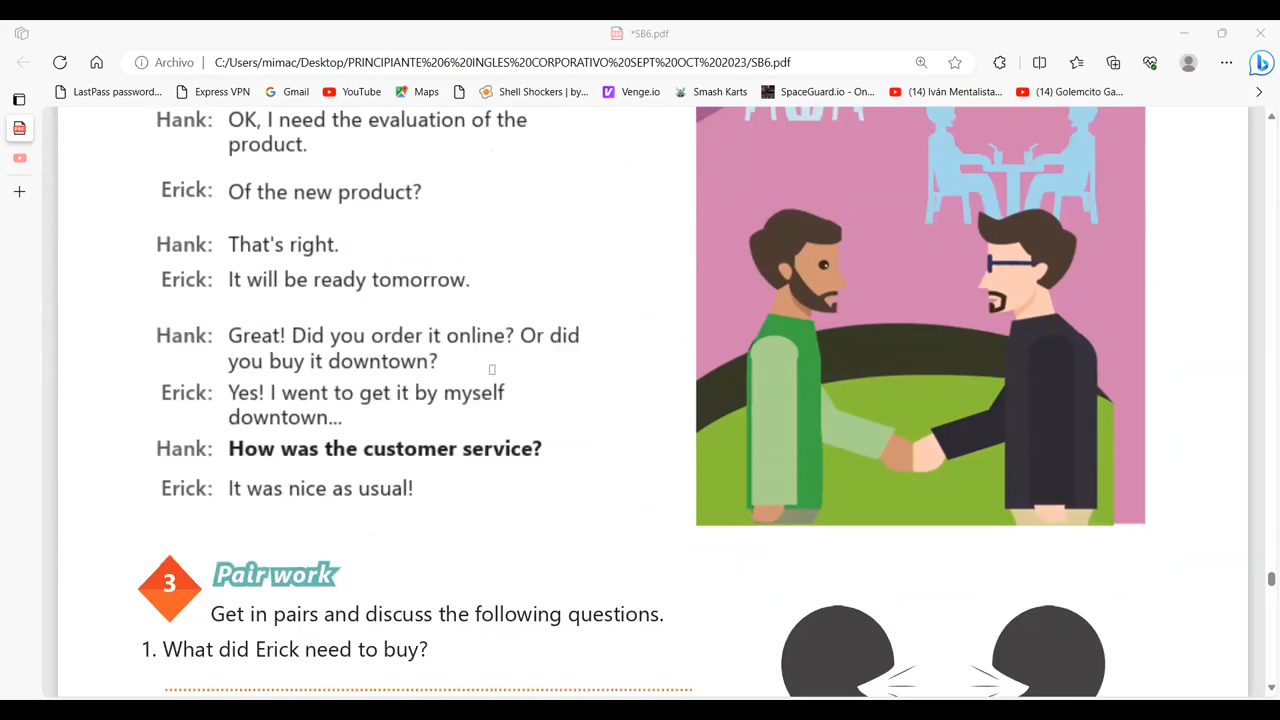 *SB6.pdf
Archivo C:/Users/mimac/Desktop/PRINCIPIANTE%206%20INGLES%20CORPORATIVO%20SEPT%20OCT%202023/SB6.pdf
LastPass password... Express VPN Gmail YouTube Maps Shell Shockers | by... Venge.io Smash Karts SpaceGuard.io - On... (14) Iván Mentalista... (14) Golemcito Ga...
Hank: OK, I need the evaluation of the
product.
Erick: Of the new product?
Hank: That's right.
Erick: It will be ready tomorrow.
Hank: Great! Did you order it online? Or did
you buy it downtown?
Erick: Yes! I went to get it by myself
downtown...
Hank: How was the customer service?
Erick: It was nice as usual!
3 Pair work
Get in pairs and discuss the following questions.
1. What did Erick need to buy?